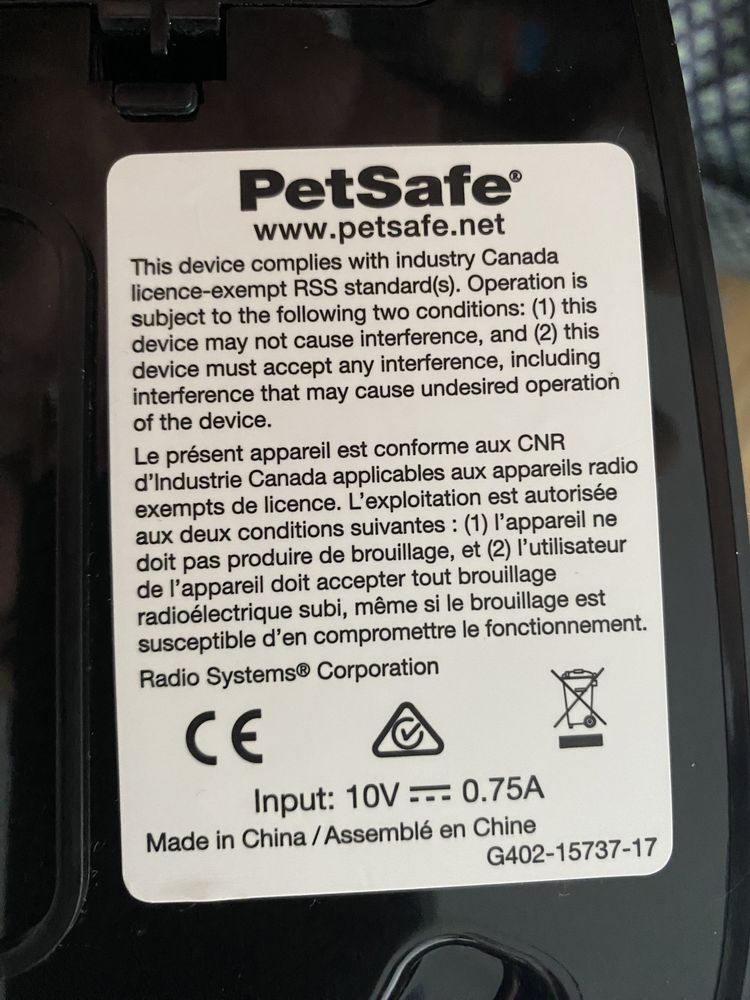 PetSafe®
www.petsafe.net
This device complies with industry Canada
licence-exempt RSS standard(s). Operation is
subject to the following two conditions: (1) this
device may not cause interference, and (2) this
device must accept any interference, including
interference that may cause undesired operation
of the device.
Le présent appareil est conforme aux CNR
d'Industrie Canada applicables aux appareils radio
exempts de licence. L'exploitation est autorisée
aux deux conditions suivantes : (1) l'appareil ne
doit pas produire de brouillage, et (2) l'utilisateur
de l'appareil doit accepter tout brouillage
radioélectrique subi, même si le brouillage est
susceptible d'en compromettre le fonctionnement.
Radio Systems® Corporation
CE
Input: 10V ⎓ 0.75A
Made in China / Assemblé en Chine
G402-15737-17